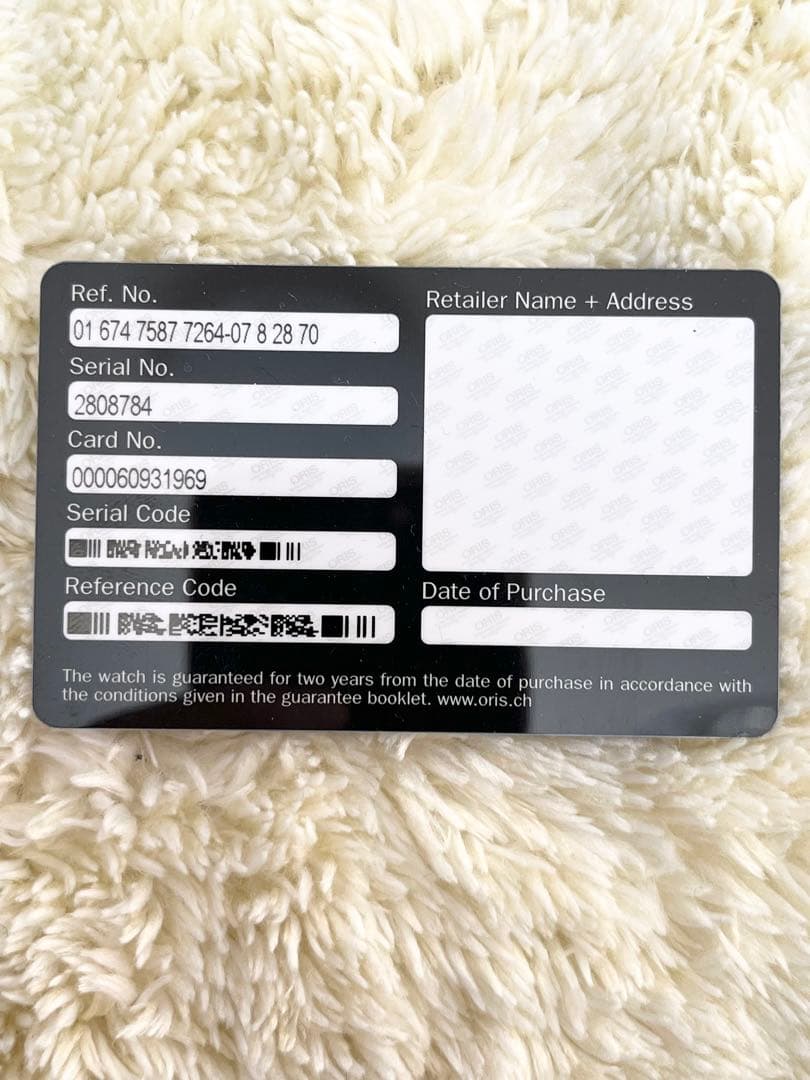 Ref. No.
01 674 7587 7264-07 8 28 70
Serial No.
2808784
Card No.
000060931969
Serial Code
Reference Code
Retailer Name + Address
Date of Purchase
The watch is guaranteed for two years from the date of purchase in accordance with
the conditions given in the guarantee booklet. www.oris.ch